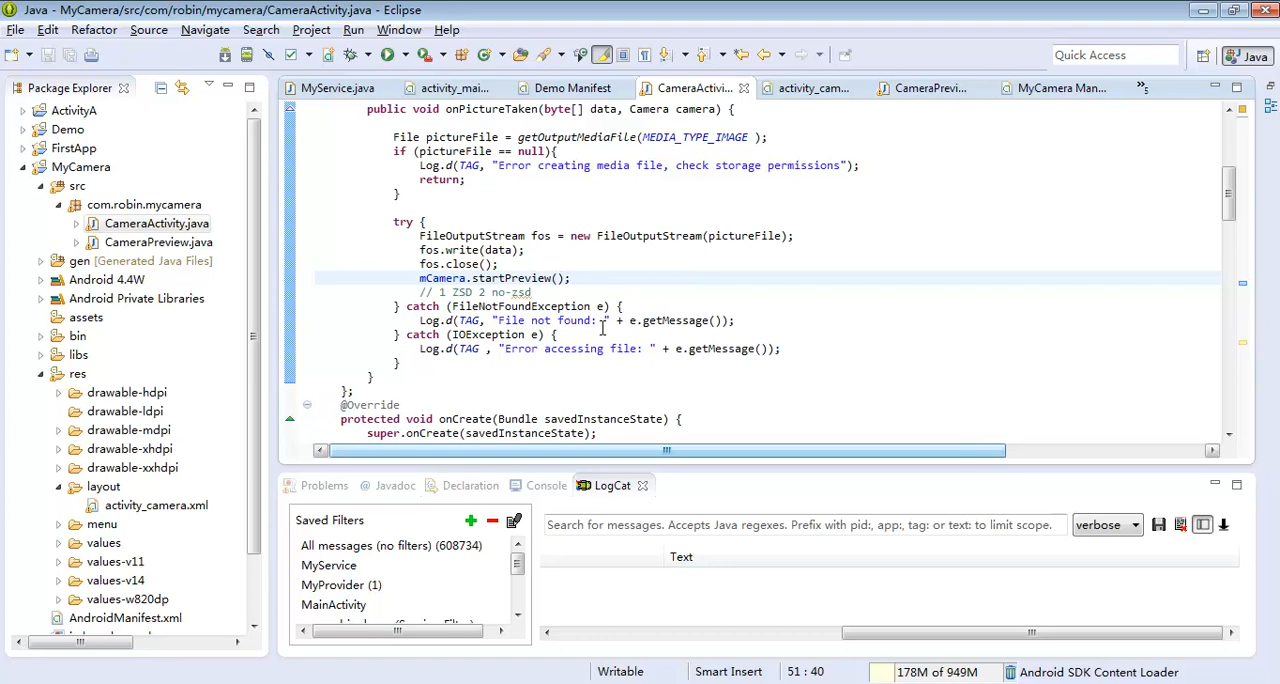 Java - MyCamera/src/com/robin/mycamera/CameraActivity.java - Eclipse
File Edit Refactor Source Navigate Search Project Run Window Help
Quick Access
Java
Package Explorer
ActivityA
Demo
FirstApp
MyCamera
src
com.robin.mycamera
CameraActivity.java
CameraPreview.java
gen [Generated Java Files]
Android 4.4W
Android Private Libraries
assets
bin
libs
res
drawable-hdpi
drawable-ldpi
drawable-mdpi
drawable-xhdpi
drawable-xxhdpi
layout
activity_camera.xml
menu
values
values-v11
values-v14
values-w820dp
AndroidManifest.xml
MyService.java activity_mai... Demo Manifest CameraActivi... activity_cam... CameraPrevi... MyCamera Man... »5
public void onPictureTaken(byte[] data, Camera camera) {
File pictureFile = getOutputMediaFile(MEDIA_TYPE_IMAGE );
if (pictureFile == null){
Log.d(TAG, "Error creating media file, check storage permissions");
return;
}
try {
FileOutputStream fos = new FileOutputStream(pictureFile);
fos.write(data);
fos.close();
mCamera.startPreview();
// 1 ZSD 2 no-zsd
} catch (FileNotFoundException e) {
Log.d(TAG, "File not found: " + e.getMessage());
} catch (IOException e) {
Log.d(TAG , "Error accessing file: " + e.getMessage());
}
}
};
@Override
protected void onCreate(Bundle savedInstanceState) {
super.onCreate(savedInstanceState);
Problems @ Javadoc Declaration Console LogCat
Saved Filters
All messages (no filters) (608734)
MyService
MyProvider (1)
MainActivity
Search for messages. Accepts Java regexes. Prefix with pid:, app:, tag: or text: to limit scope.
verbose
Text
Writable
Smart Insert
51 : 40
178M of 949M
Android SDK Content Loader